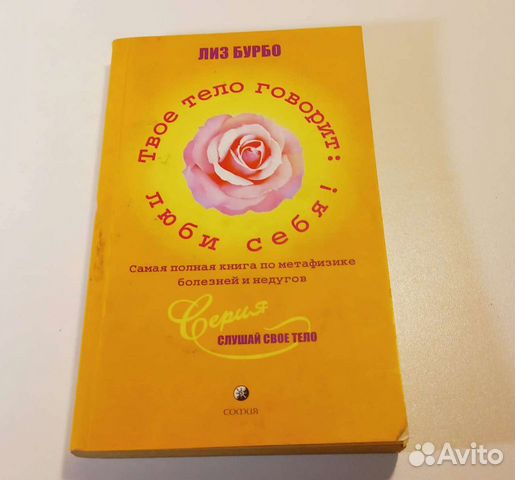 ЛИЗ БУРБО
Твое тело говорит:
люби себя!
Самая полная книга по метафизике
болезней и недугов
Серия
СЛУШАЙ СВОЕ ТЕЛО
СОФИЯ
Avito